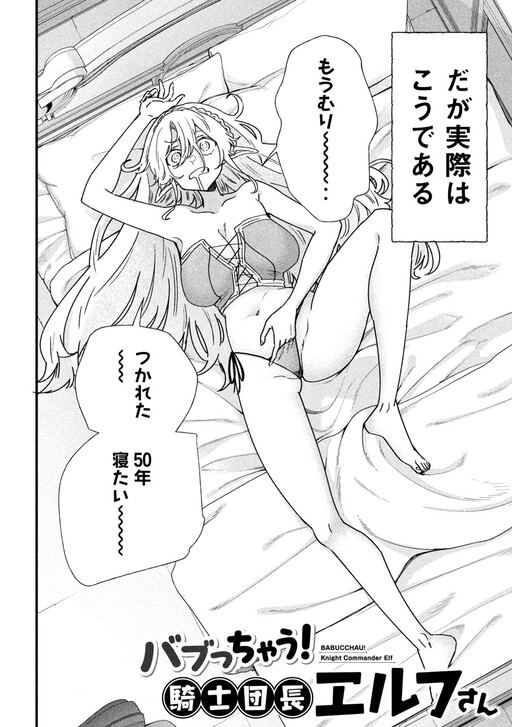 だが実際は
こうである
もうむり〜〜〜〜‥
つかれた〜〜
50年
寝たい〜〜〜〜
バブっちゃう!
BABUCCHAU!
Knight Commander Elf
騎士団長エルフさん